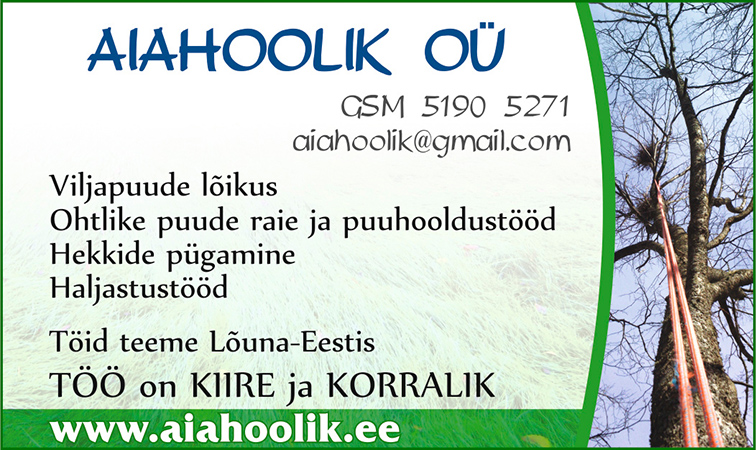 AIAHOOLIK OÜ
GSM 5190 5271
aiahoolik@gmail.com
Viljapuude lõikus
Ohtlike puude raie ja puuhooldustööd
Hekkide pügamine
Haljastustööd
Töid teeme Lõuna-Eestis
TÖÖ on KIIRE ja KORRALIK
www.aiahoolik.ee